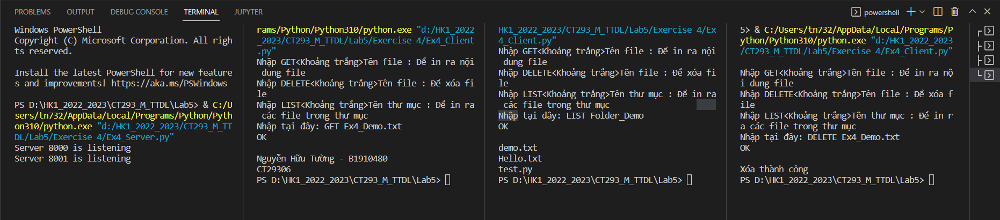 PROBLEMS OUTPUT DEBUG CONSOLE TERMINAL JUPYTER powershell
Windows PowerShell
Copyright (C) Microsoft Corporation. All righ
ts reserved.
Install the latest PowerShell for new feature
s and improvements! https://aka.ms/PSWindows
PS D:\HK1_2022_2023\CT293_M_TTDL\Lab5> & C:/U
sers/tn732/AppData/Local/Programs/Python/Pyth
on310/python.exe "d:/HK1_2022_2023/CT293_M_TT
DL/Lab5/Exercise 4/Ex4_Server.py"
Server 8000 is listening
Server 8001 is listening
rams/Python/Python310/python.exe "d:/HK1_2022
_2023/CT293_M_TTDL/Lab5/Exercise 4/Ex4_Client
.py"
Nhập GET<Khoảng trắng>Tên file : Để in ra nội
dung file
Nhập DELETE<Khoảng trắng>Tên file : Để xóa fi
le
Nhập LIST<Khoảng trắng>Tên thư mục : Để in ra
các file trong thư mục
Nhập tại đây: GET Ex4_Demo.txt
OK
Nguyễn Hữu Tường - B1910480
CT29306
PS D:\HK1_2022_2023\CT293_M_TTDL\Lab5>
HK1_2022_2023/CT293_M_TTDL/Lab5/Exercise 4/Ex
4_Client.py"
Nhập GET<Khoảng trắng>Tên file : Để in ra nội
dung file
Nhập DELETE<Khoảng trắng>Tên file : Để xóa fi
le
Nhập LIST<Khoảng trắng>Tên thư mục : Để in ra
các file trong thư mục
Nhập tại đây: LIST Folder_Demo
OK
demo.txt
Hello.txt
test.py
PS D:\HK1_2022_2023\CT293_M_TTDL\Lab5>
5> & C:/Users/tn732/AppData/Local/Programs/P
ython/Python310/python.exe "d:/HK1_2022_2023
/CT293_M_TTDL/Lab5/Exercise 4/Ex4_Client.py"
Nhập GET<Khoảng trắng>Tên file : Để in ra nộ
i dung file
Nhập DELETE<Khoảng trắng>Tên file : Để xóa f
ile
Nhập LIST<Khoảng trắng>Tên thư mục : Để in r
a các file trong thư mục
Nhập tại đây: DELETE Ex4_Demo.txt
OK
Xóa thành công
PS D:\HK1_2022_2023\CT293_M_TTDL\Lab5>